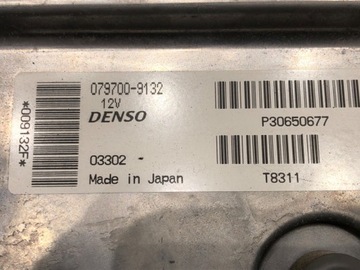 *009132F*
079700-9132
12V
DENSO
03302
Made in Japan
P30650677
T8311